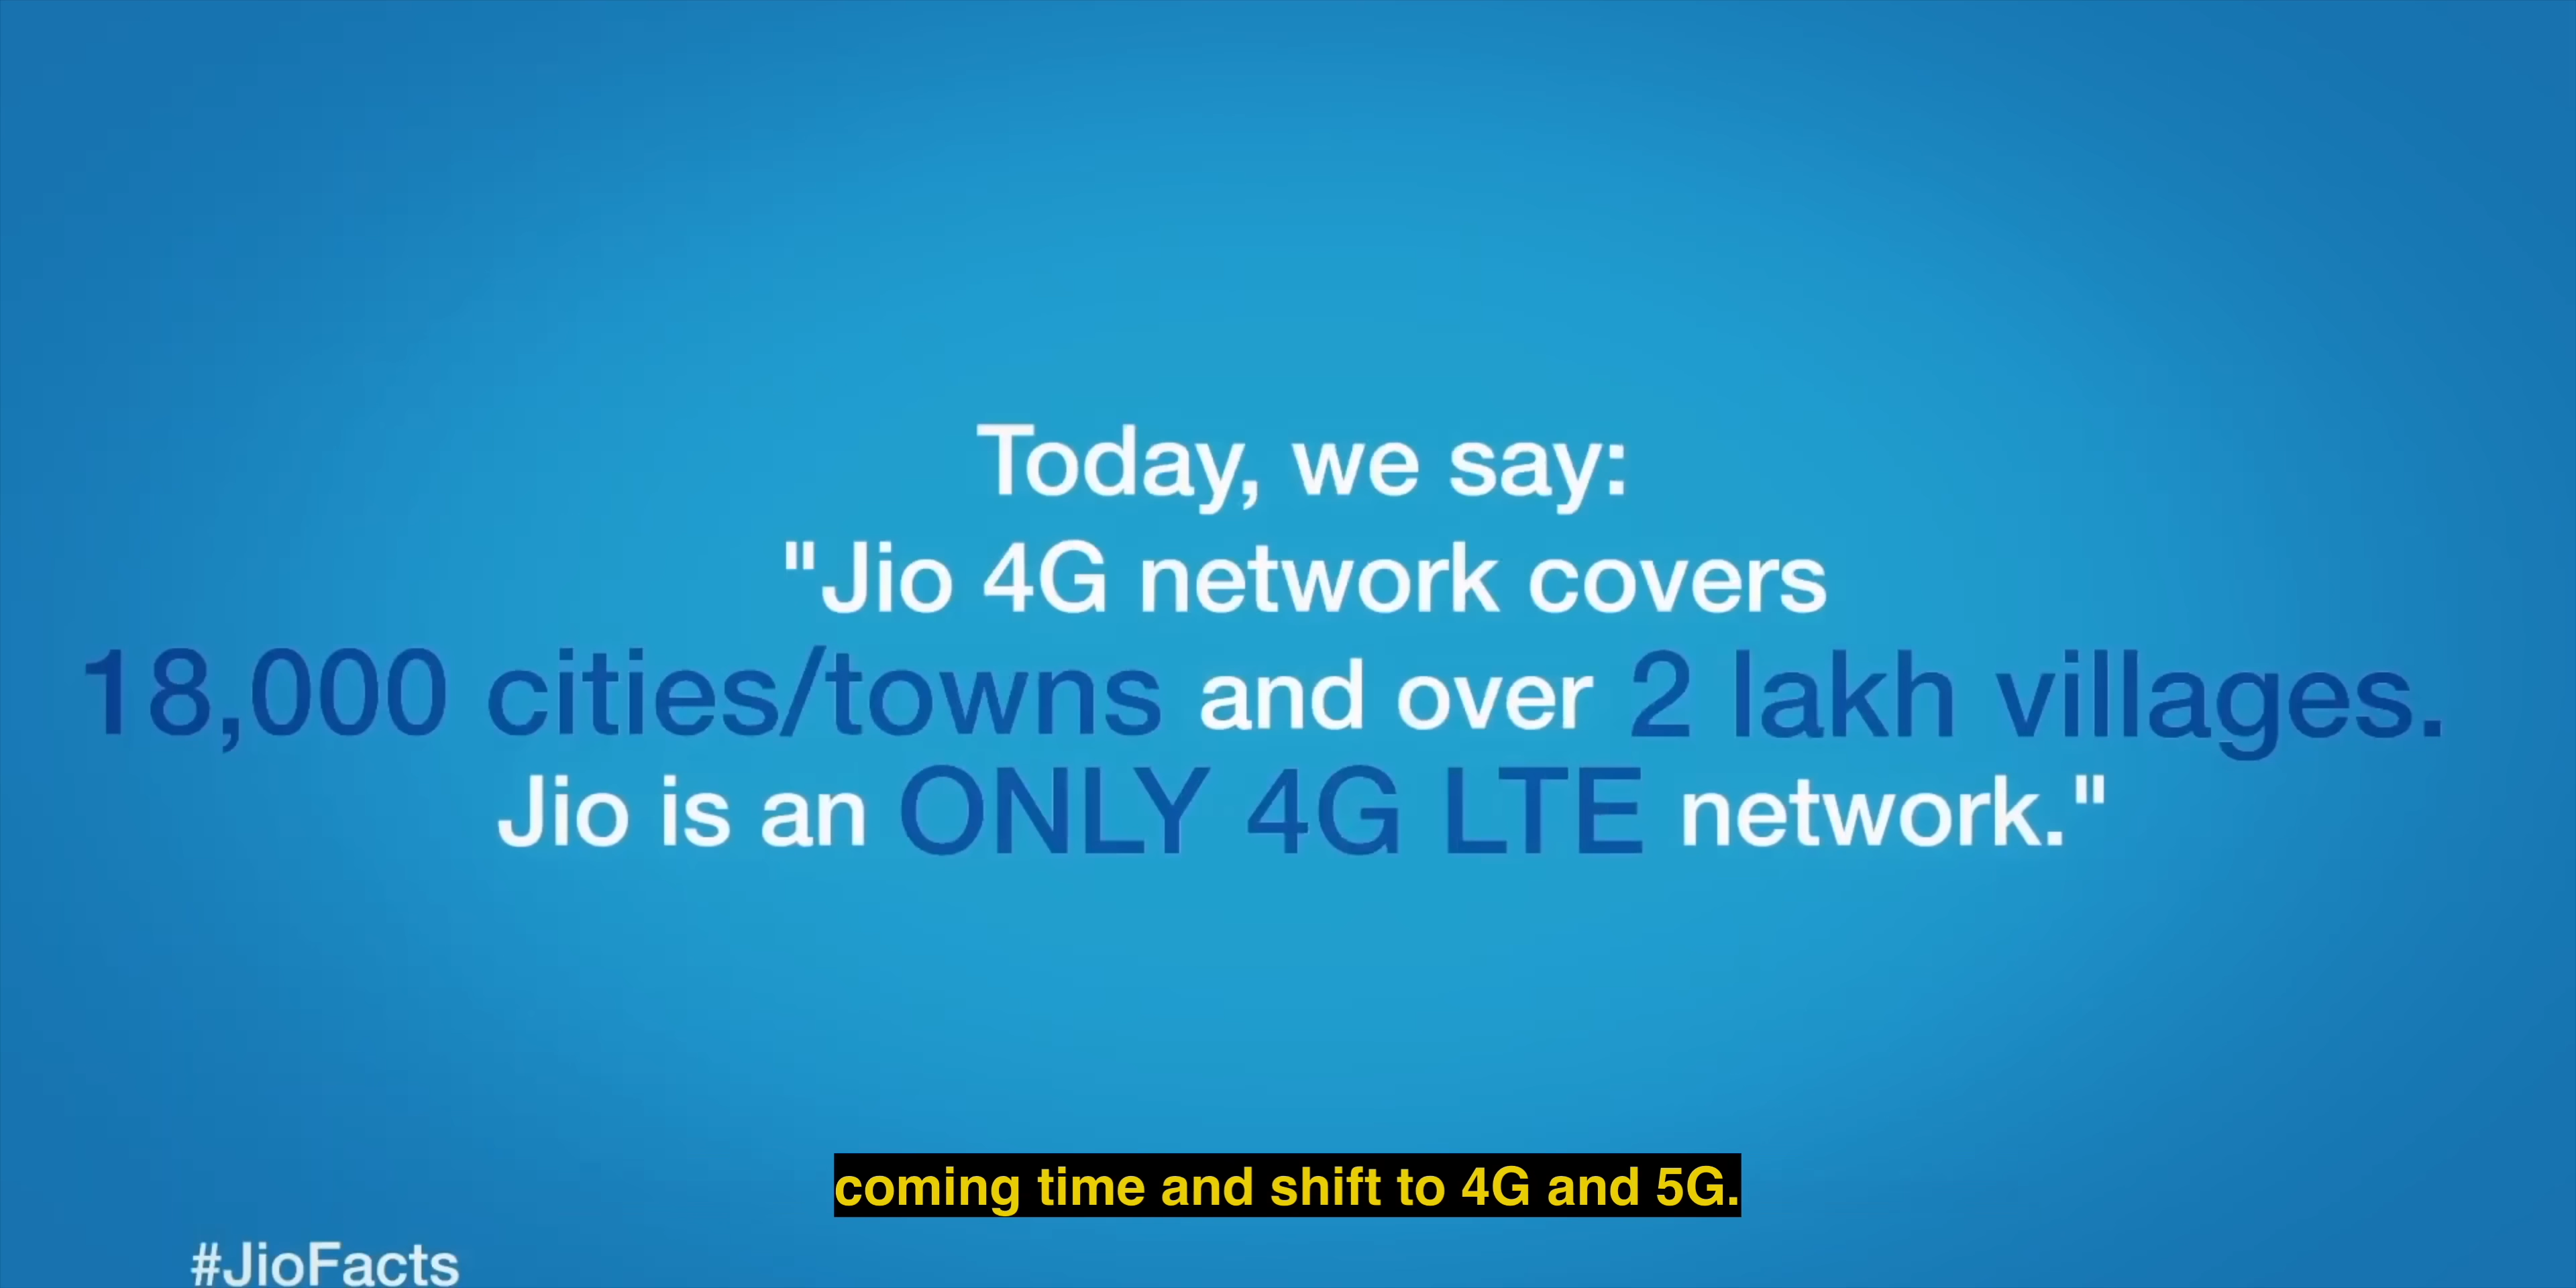 Today, we say:
"Jio 4G network covers
18,000 cities/towns and over 2 lakh villages.
Jio is an ONLY 4G LTE network."
coming time and shift to 4G and 5G.
#JioFacts